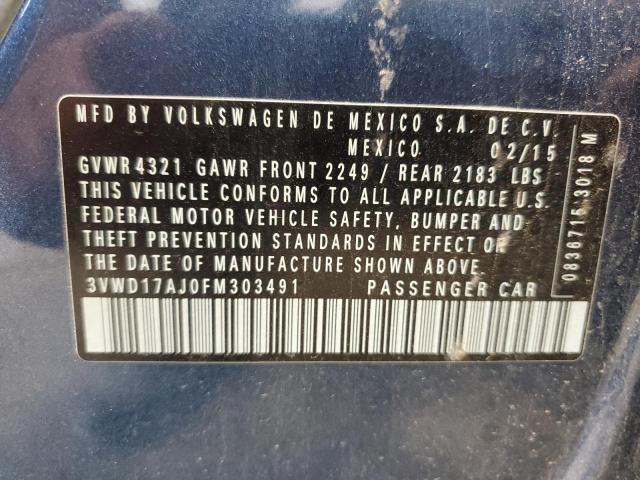 MFD BY VOLKSWAGEN DE MEXICO S.A. DE C.V.
MEXICO 02/15
GVWR 4321 GAWR FRONT 2249 / REAR 2183 LBS
THIS VEHICLE CONFORMS TO ALL APPLICABLE U.S.
FEDERAL MOTOR VEHICLE SAFETY, BUMPER AND
THEFT PREVENTION STANDARDS IN EFFECT ON
THE DATE OF MANUFACTURE SHOWN ABOVE.
3VWD17AJ0FM303491 PASSENGER CAR
3018 M